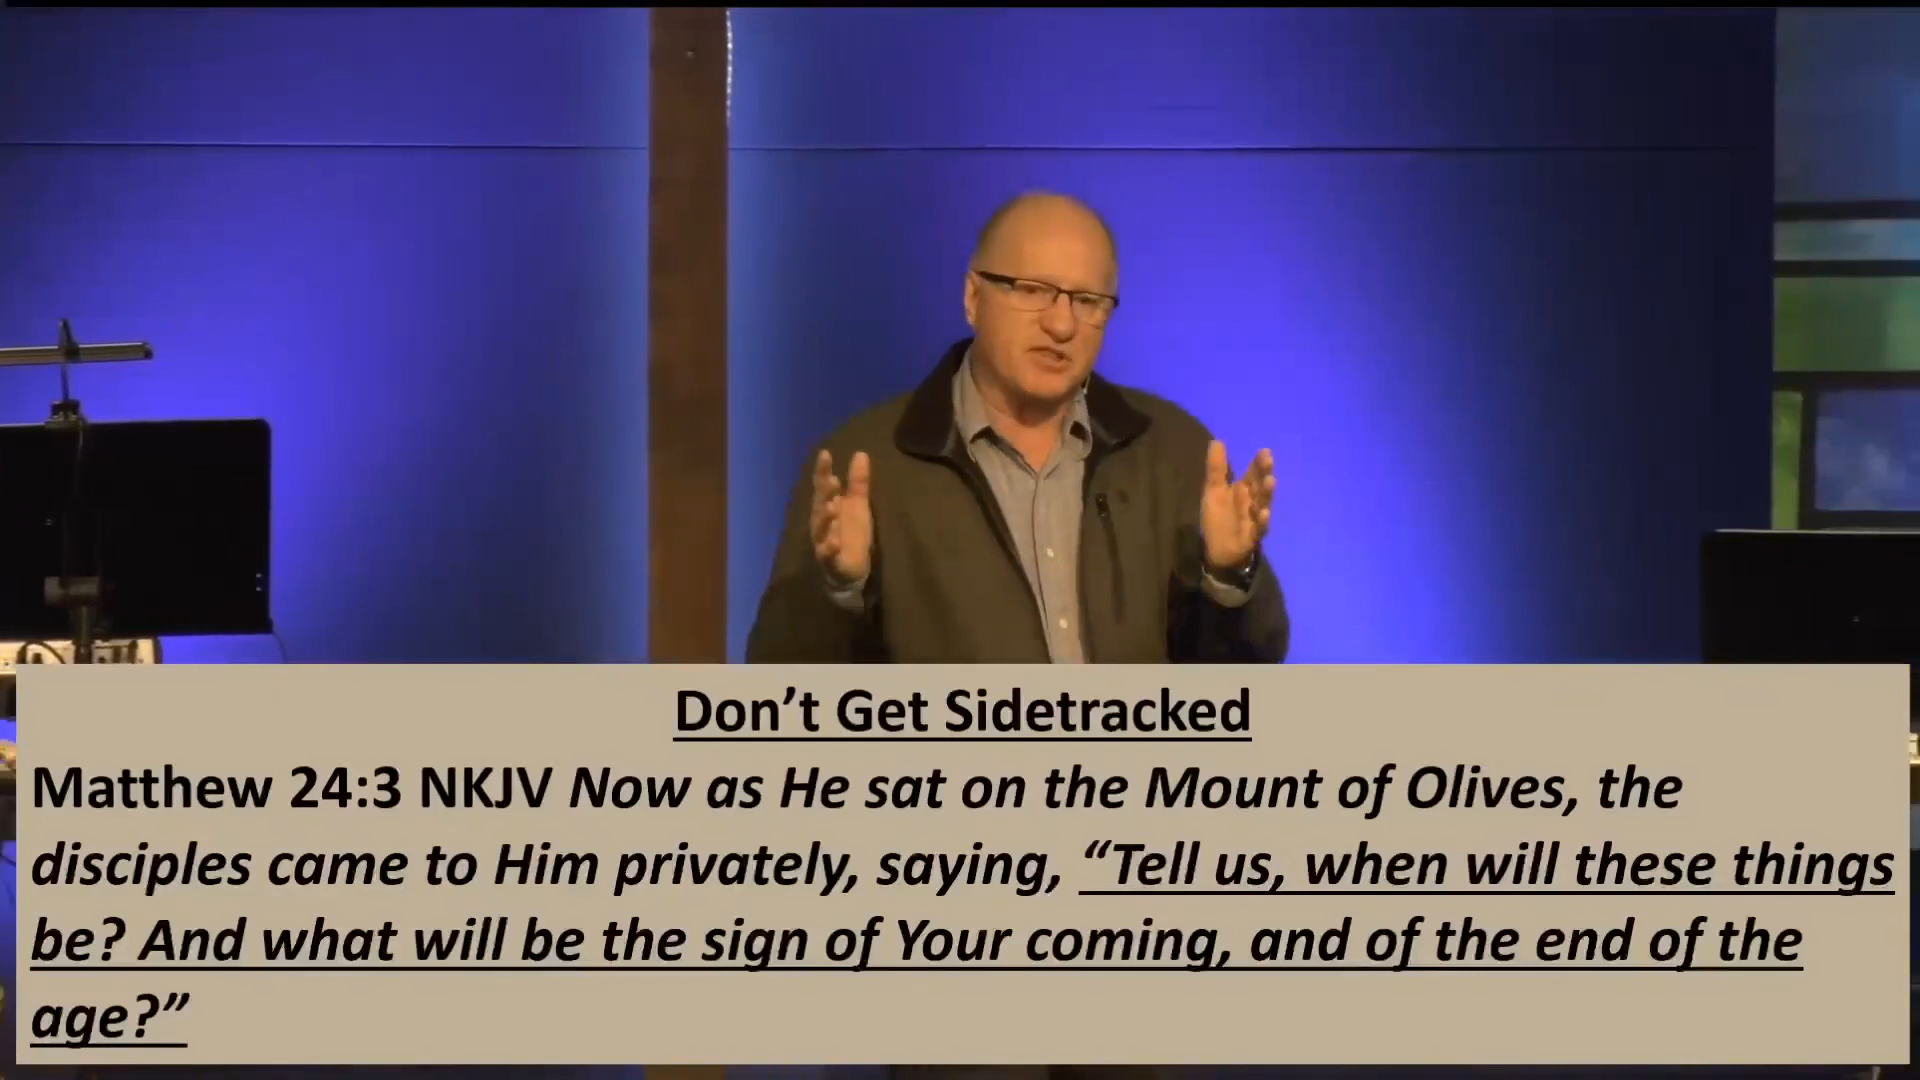 Don’t Get Sidetracked
Matthew 24:3 NKJV Now as He sat on the Mount of Olives, the
disciples came to Him privately, saying, “Tell us, when will these things
be? And what will be the sign of Your coming, and of the end of the
age?”